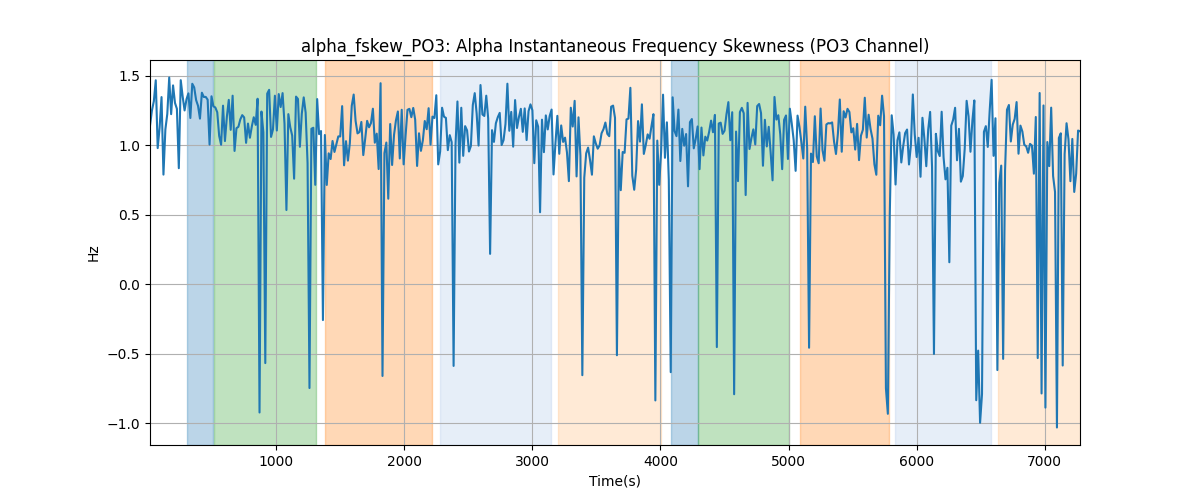 alpha_fskew_PO3: Alpha Instantaneous Frequency Skewness (PO3 Channel)
1.5
1.0
0.5
0.0
−0.5
−1.0
Hz
1000 2000 3000 4000 5000 6000 7000
Time(s)